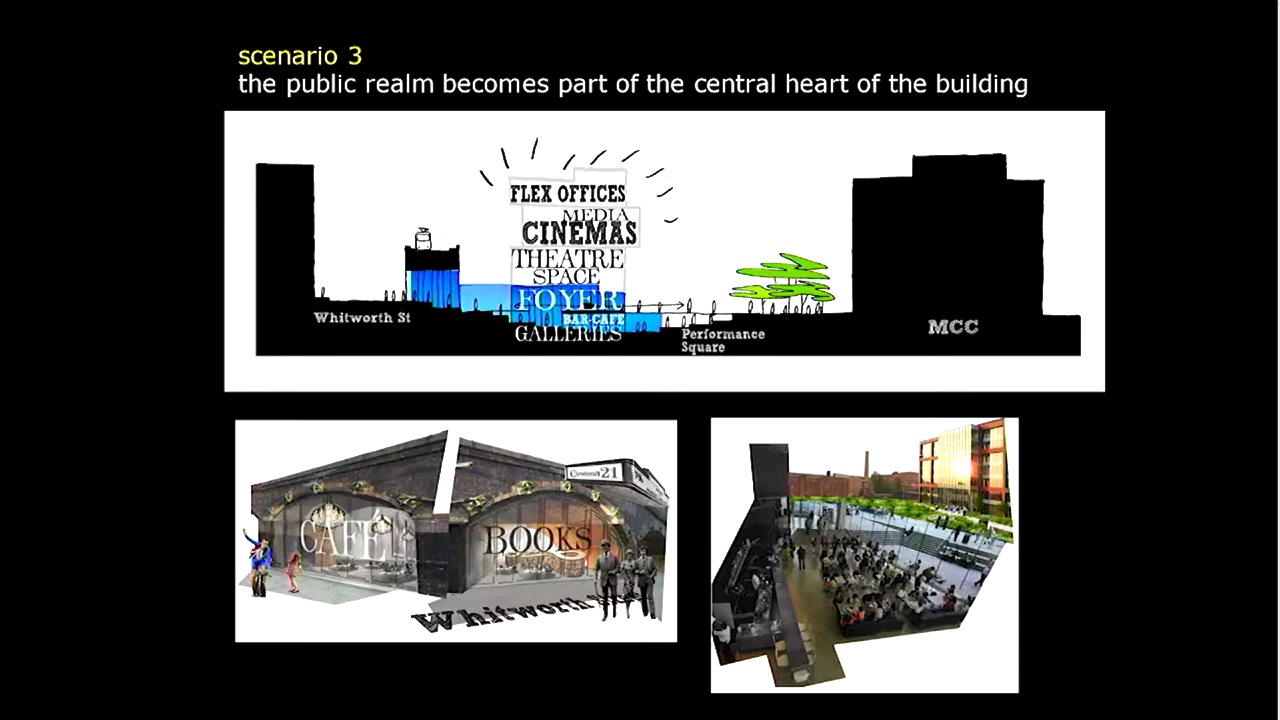 scenario 3
the public realm becomes part of the central heart of the building
FLEX OFFICES
MEDIA
CINEMAS
THEATRE
SPACE
FOYER
BAR-CAFE
GALLERIES
Whitworth St
Performance
Square
MCC
CAFÉ
BOOKS
21
Whitworth